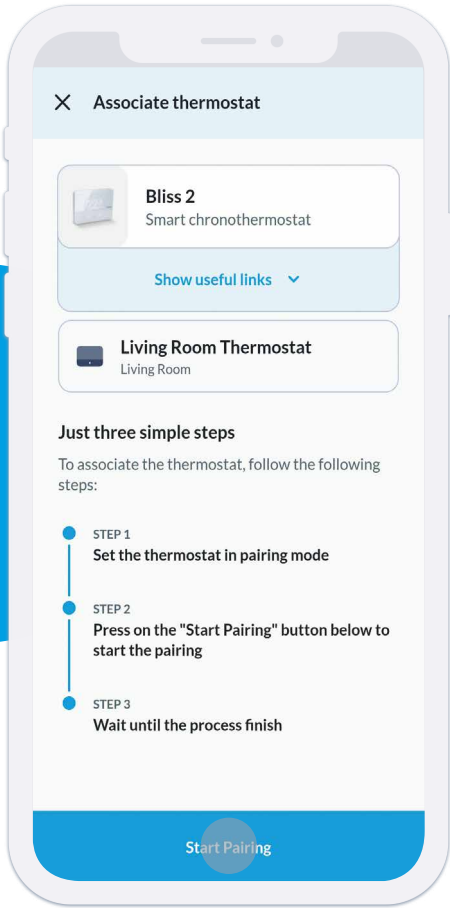 Associate thermostat
Bliss 2
Smart chronothermostat
Show useful links
Living Room Thermostat
Living Room
Just three simple steps
To associate the thermostat, follow the following
steps:
STEP 1
Set the thermostat in pairing mode
STEP 2
Press on the "Start Pairing" button below to
start the pairing
STEP 3
Wait until the process finish
Start Pairing